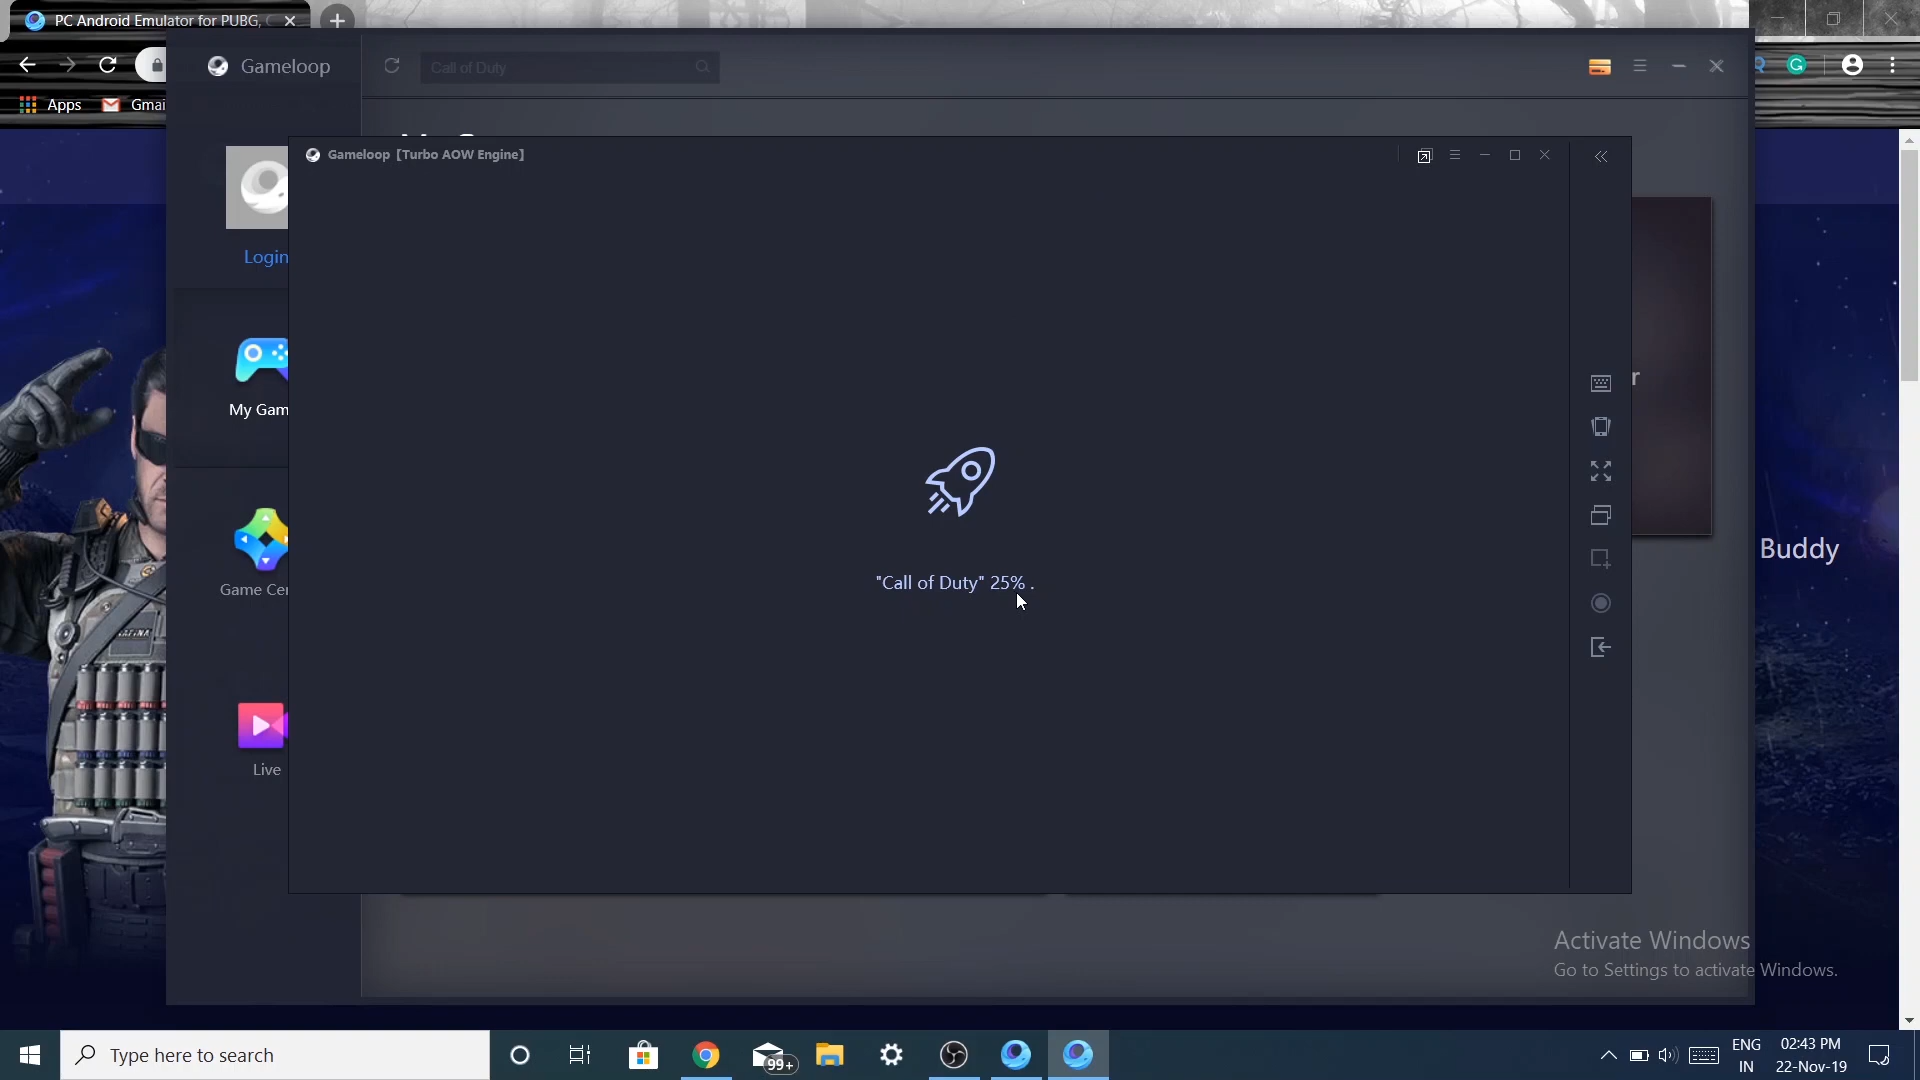 PC Android Emulator for PUBG,
Apps
Gmai
Gameloop
Call of Duty
Gameloop [Turbo AOW Engine]
Login
My Gam
Game Cen
Live
"Call of Duty" 25% .
r
Buddy
Activate Windows
Go to Settings to activate Windows.
Type here to search
99+
ENG
IN
02:43 PM
22-Nov-19